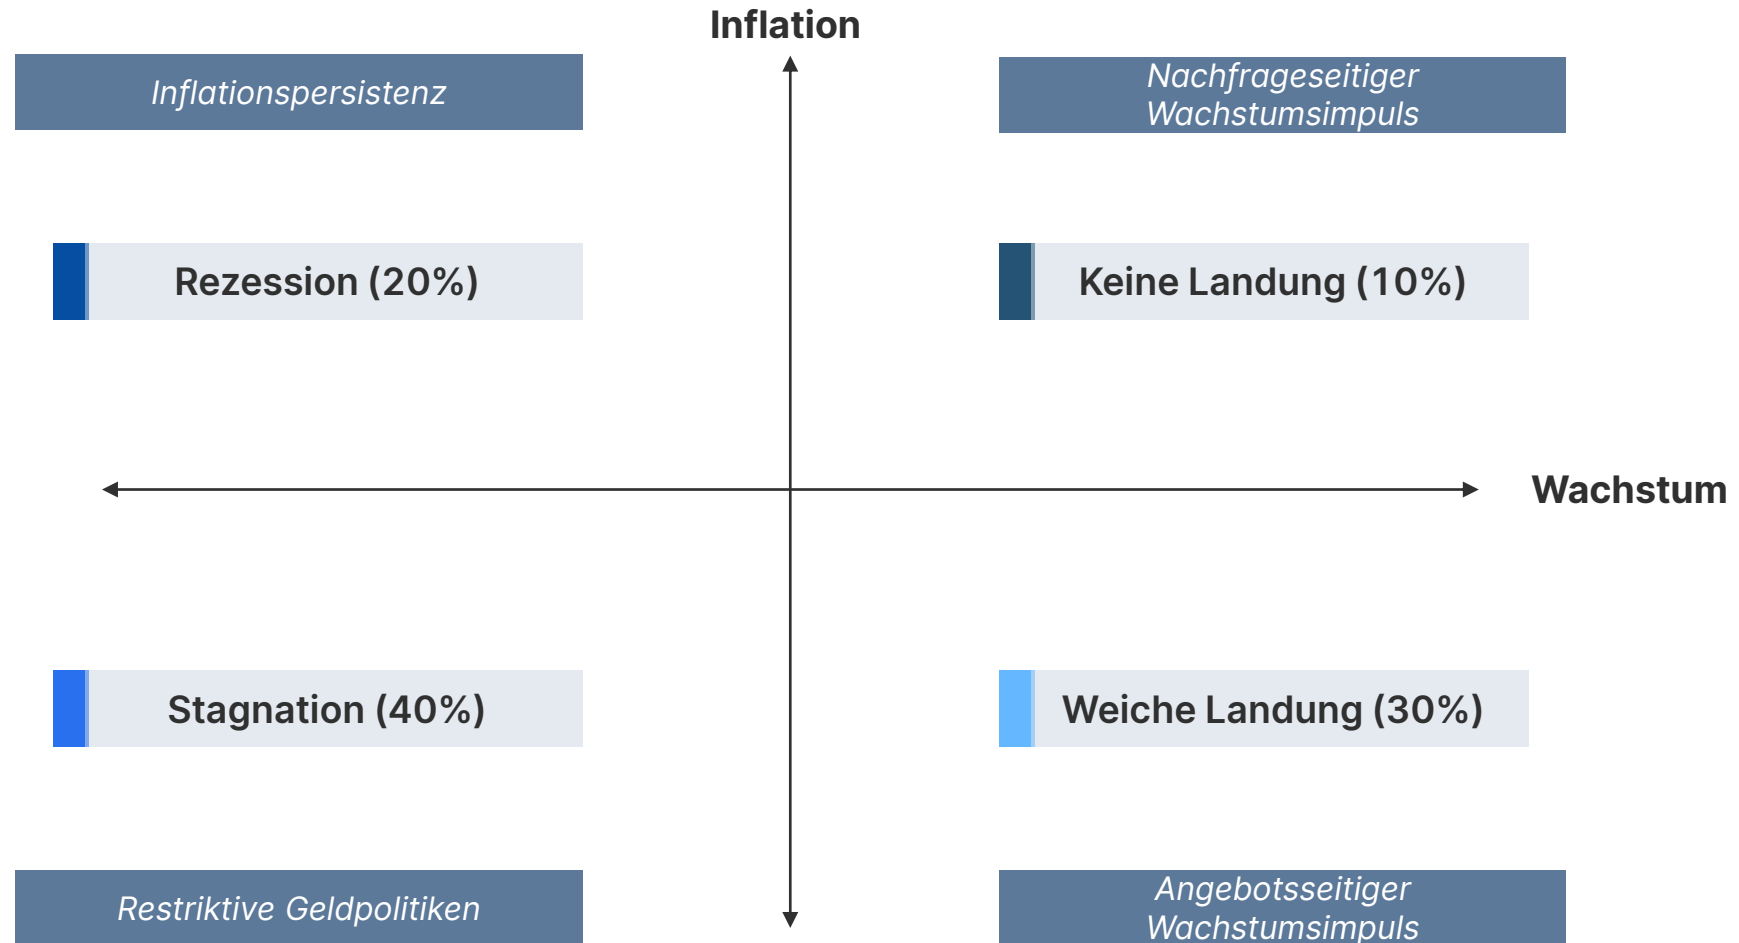 Inflation
Inflationspersistenz
Nachfrageseitiger
Wachstumsimpuls
Rezession (20%)
Keine Landung (10%)
Wachstum
Stagnation (40%)
Weiche Landung (30%)
Restriktive Geldpolitiken
Angebotsseitiger
Wachstumsimpuls